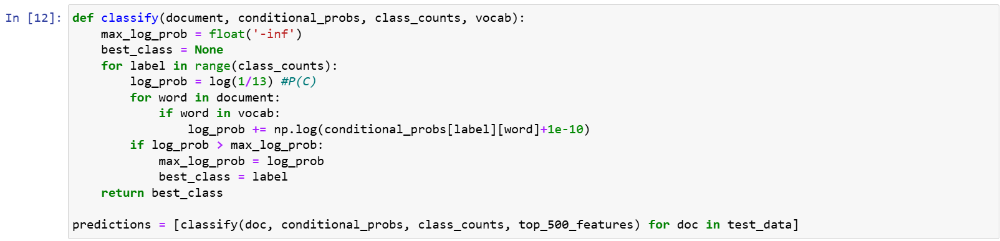 In [12]: def classify(document, conditional_probs, class_counts, vocab):
    max_log_prob = float('-inf')
    best_class = None
    for label in range(class_counts):
        log_prob = log(1/13) #P(C)
        for word in document:
            if word in vocab:
                log_prob += np.log(conditional_probs[label][word]+1e-10)
        if log_prob > max_log_prob:
            max_log_prob = log_prob
            best_class = label
    return best_class

predictions = [classify(doc, conditional_probs, class_counts, top_500_features) for doc in test_data]